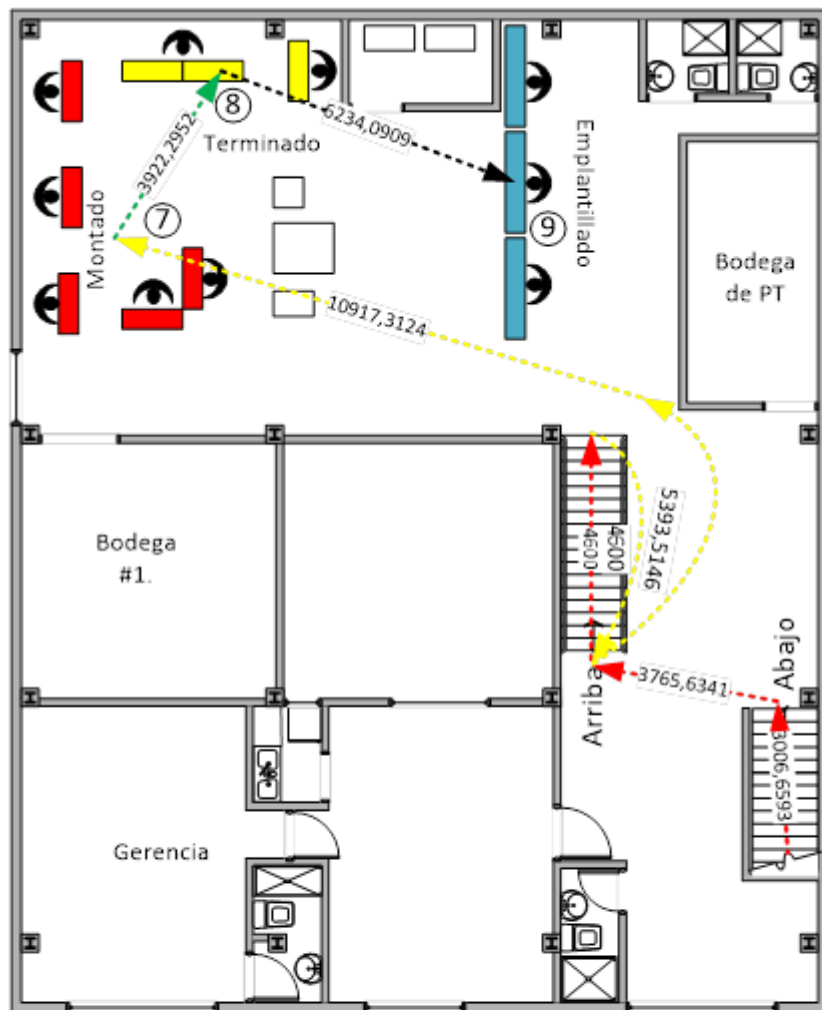 8
Terminado
6234,0909
3922,2952
7
Montado
Emplantillado
9
Bodega
de PT
10917,3124
5393,5146
4600
4600
Bodega
#1.
Arriba
3765,6341
Abajo
3006,6593
Gerencia